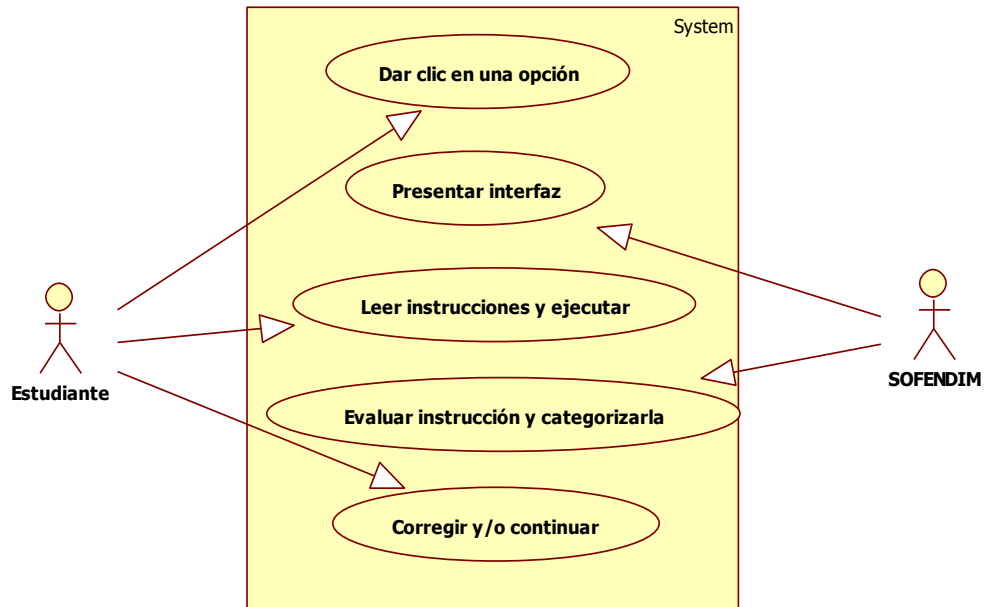 System
Dar clic en una opción
Presentar interfaz
Leer instrucciones y ejecutar
Estudiante
SOFENDIM
Evaluar instrucción y categorizarla
Corregir y/o continuar